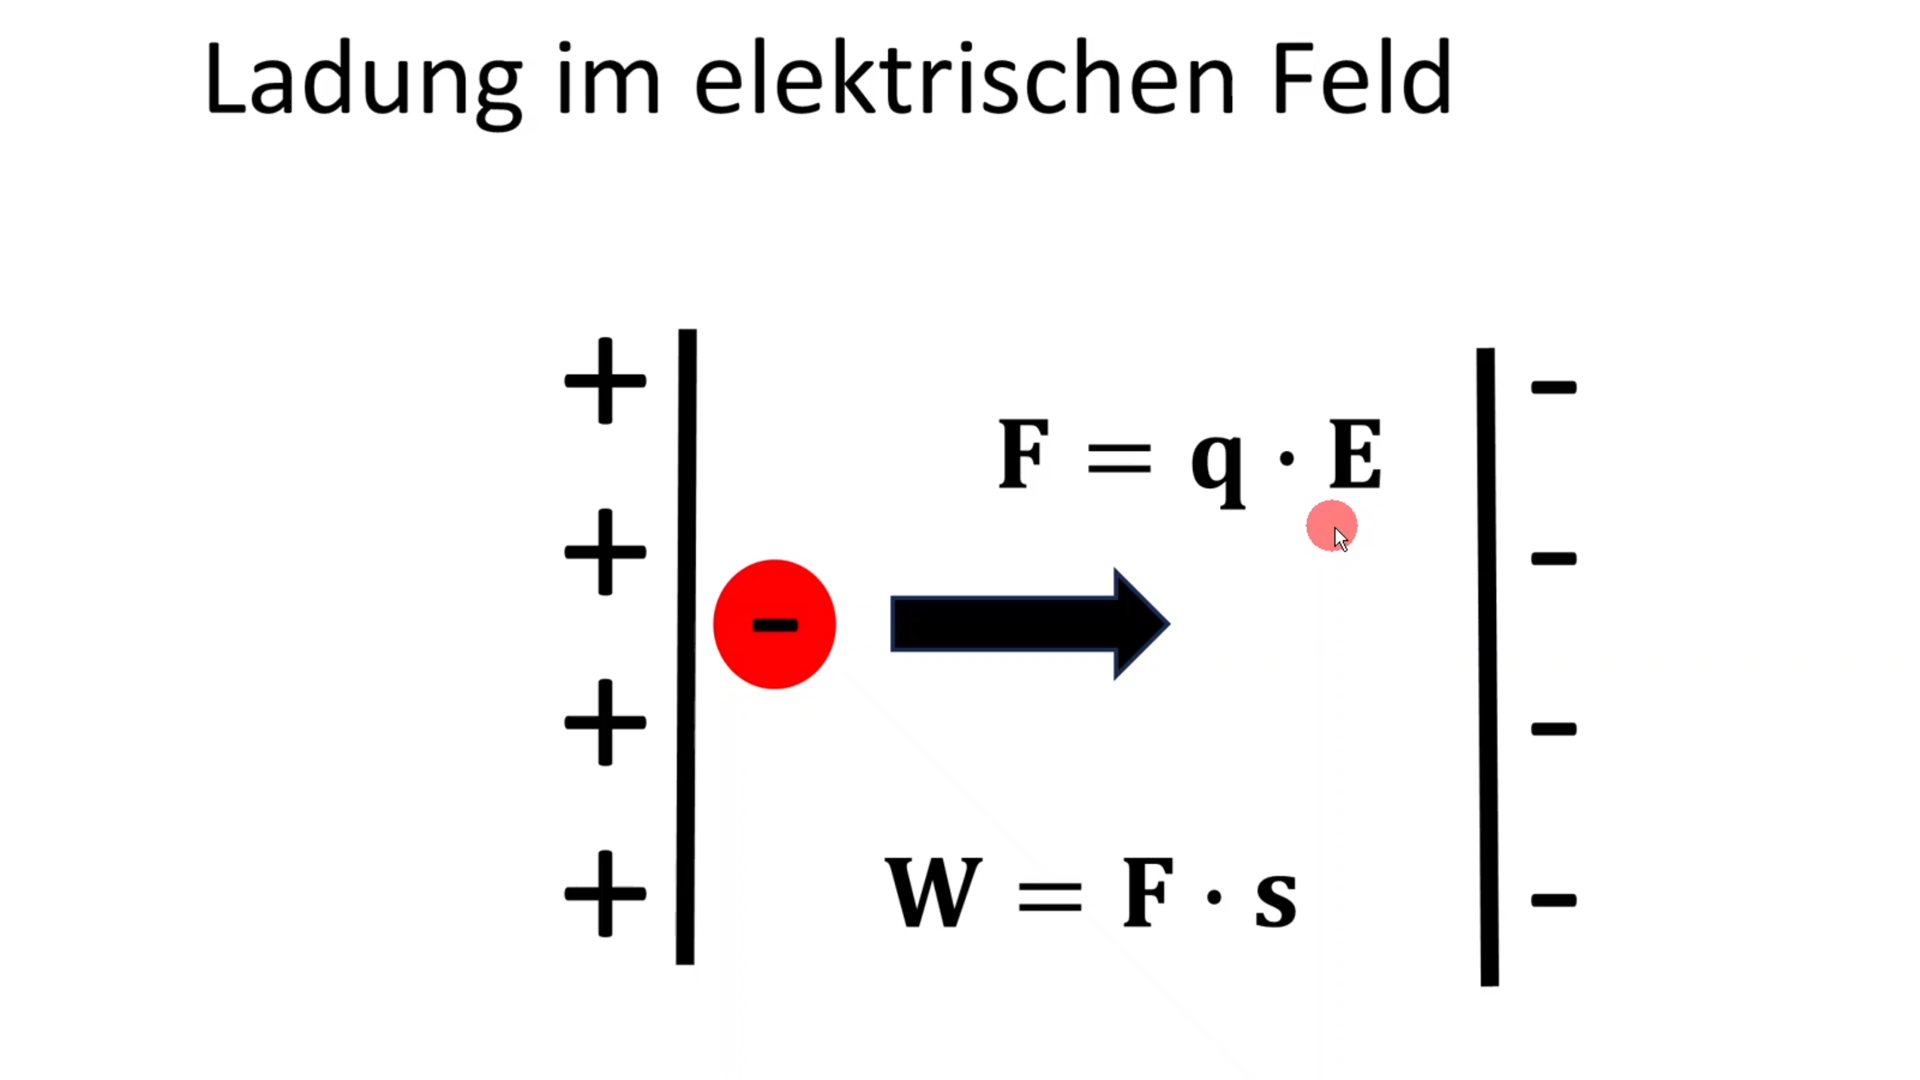 Ladung im elektrischen Feld
+ -
F = q · E
+ -
-
+ -
W = F · s
+ -